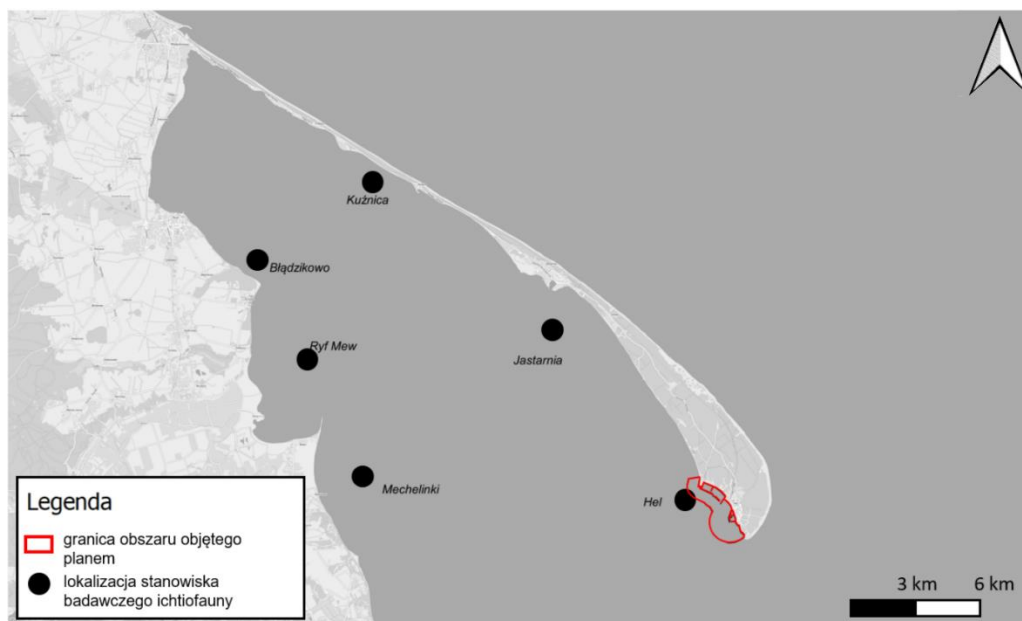 Kuźnica
Błądzikowo
Ryf Mew
Jastarnia
Mechelinki
Hel
Legenda
granica obszaru objętego
planem
lokalizacja stanowiska
badawczego ichtiofauny
3 km 6 km